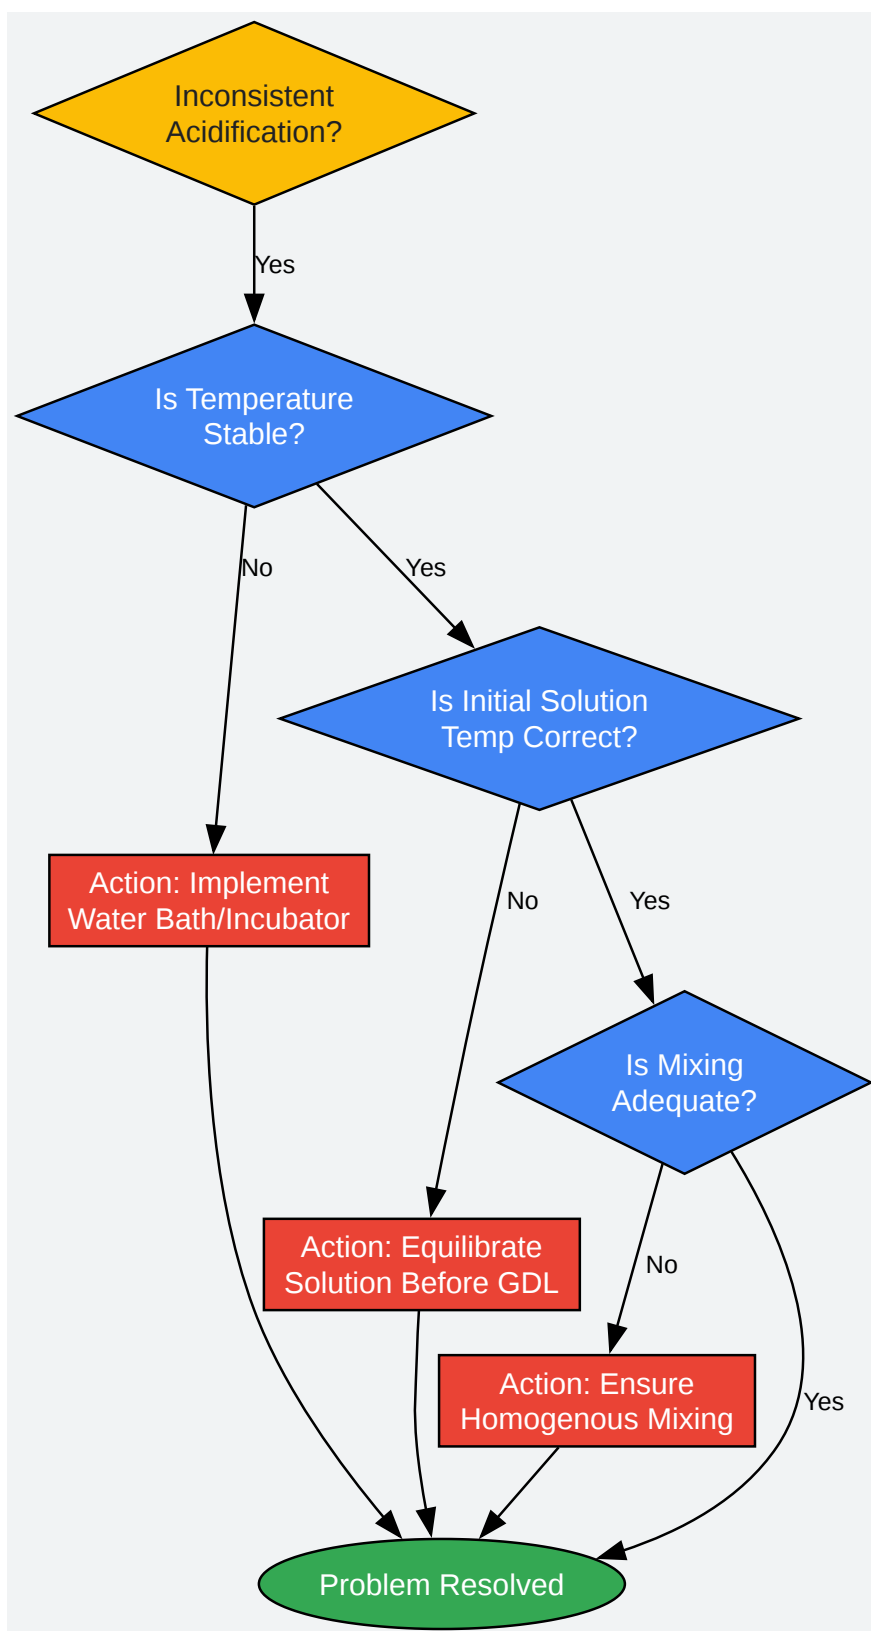 Inconsistent
Acidification?
Yes
Is Temperature
Stable?
No
Yes
Is Initial Solution
Temp Correct?
Action: Implement
Water Bath/Incubator
No
Yes
Is Mixing
Adequate?
Action: Equilibrate
Solution Before GDL
No
Action: Ensure
Homogenous Mixing
Yes
Problem Resolved